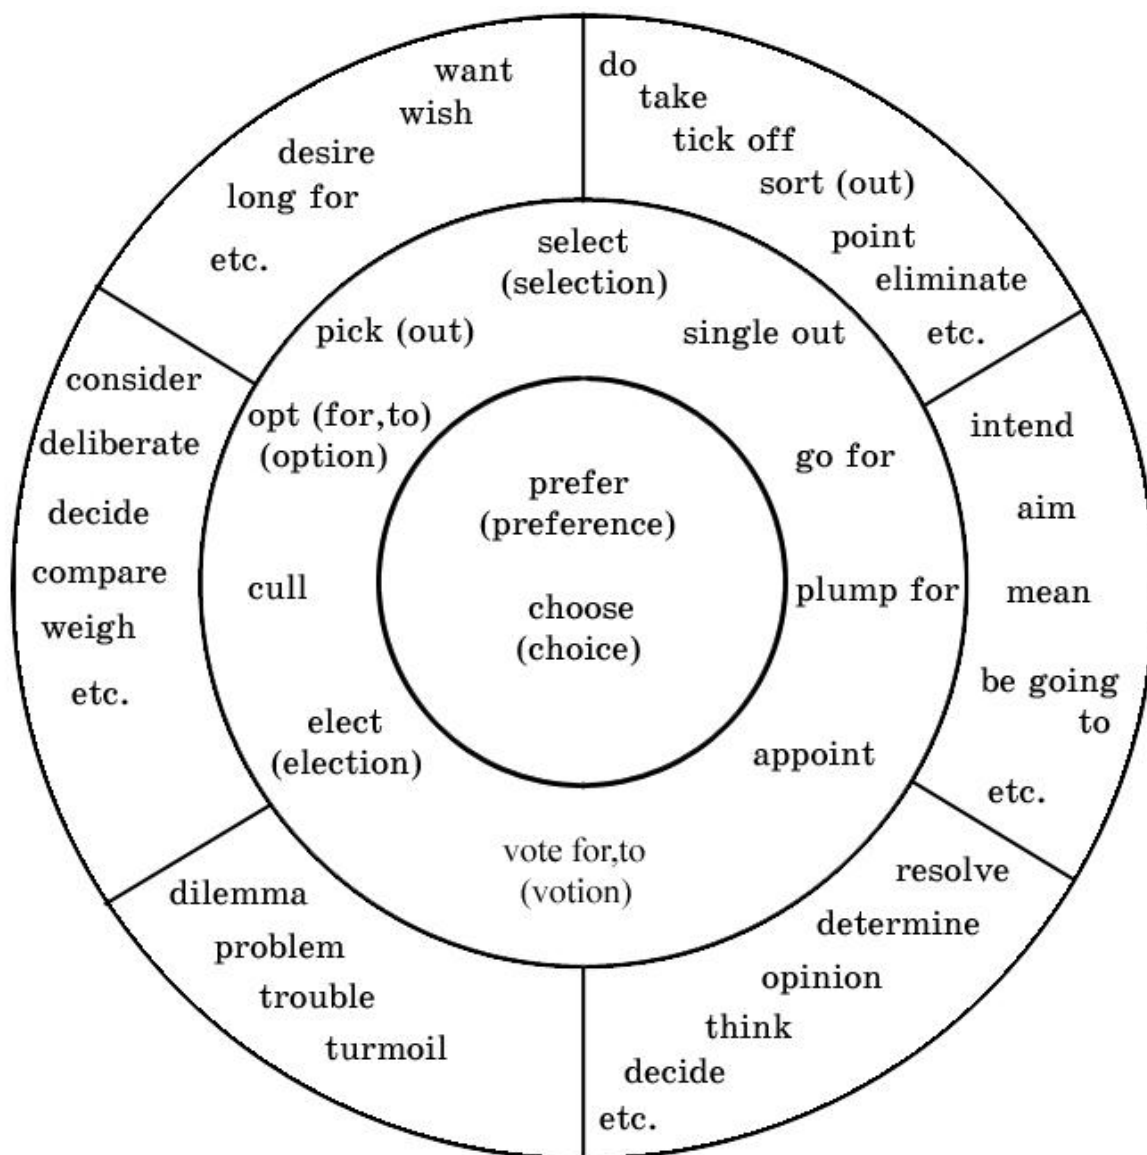 want
wish
desire
long for
etc.
do
take
tick off
sort (out)
point
eliminate
etc.
intend
aim
mean
be going
to
etc.
resolve
determine
opinion
think
decide
etc.
dilemma
problem
trouble
turmoil
consider
deliberate
decide
compare
weigh
etc.
select
(selection)
single out
go for
plump for
appoint
vote for,to
(votion)
elect
(election)
cull
opt (for,to)
(option)
pick (out)
prefer
(preference)
choose
(choice)